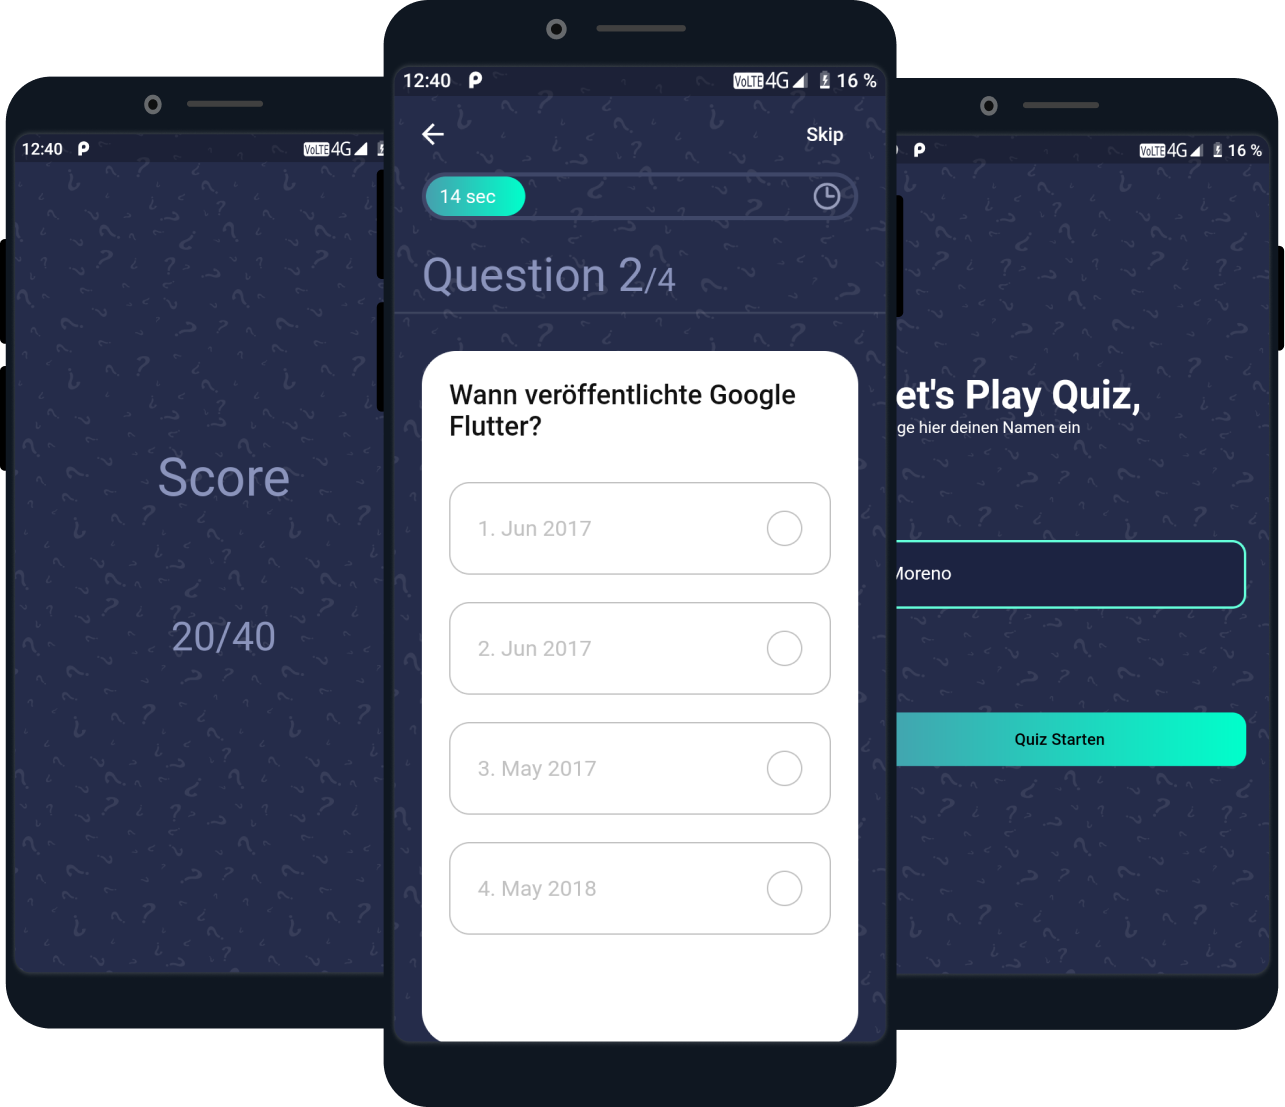 12:40
Score
20/40
12:40 VoLTE 4G 16 %
Skip
14 sec
Question 2/4
Wann veröffentlichte Google
Flutter?
1. Jun 2017
2. Jun 2017
3. May 2017
4. May 2018
VoLTE 4G
VoLTE 4G 16 %
et's Play Quiz,
ge hier deinen Namen ein
Moreno
Quiz Starten